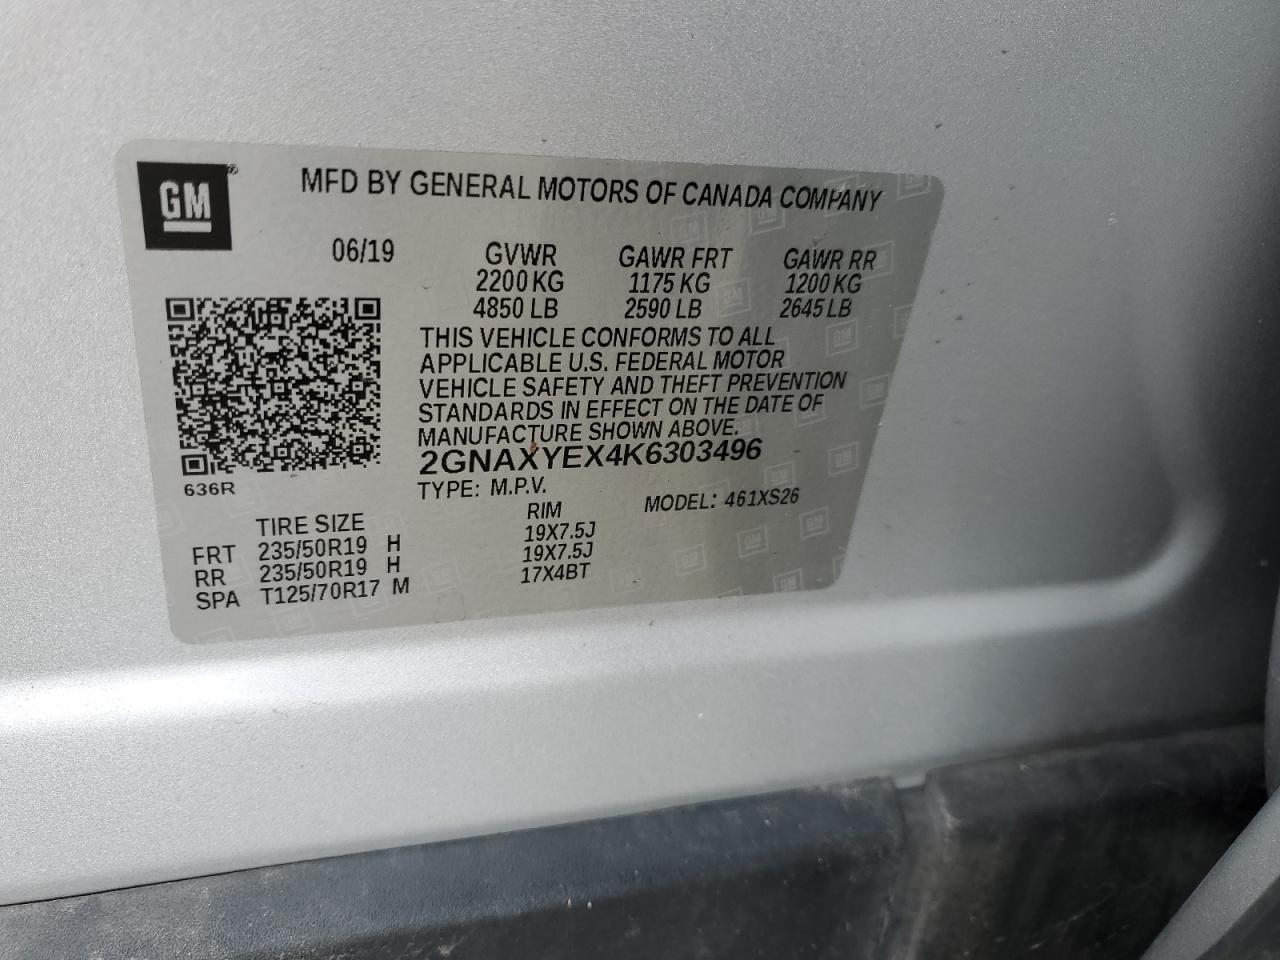 GM®
MFD BY GENERAL MOTORS OF CANADA COMPANY
06/19 GVWR GAWR FRT GAWR RR
2200 KG 1175 KG 1200 KG
4850 LB 2590 LB 2645 LB
THIS VEHICLE CONFORMS TO ALL
APPLICABLE U.S. FEDERAL MOTOR
VEHICLE SAFETY AND THEFT PREVENTION
STANDARDS IN EFFECT ON THE DATE OF
MANUFACTURE SHOWN ABOVE.
2GNAXYEX4K6303496
636R
TYPE: M.P.V. MODEL: 461XS26
TIRE SIZE RIM
FRT 235/50R19 H 19X7.5J
RR 235/50R19 H 19X7.5J
SPA T125/70R17 M 17X4BT